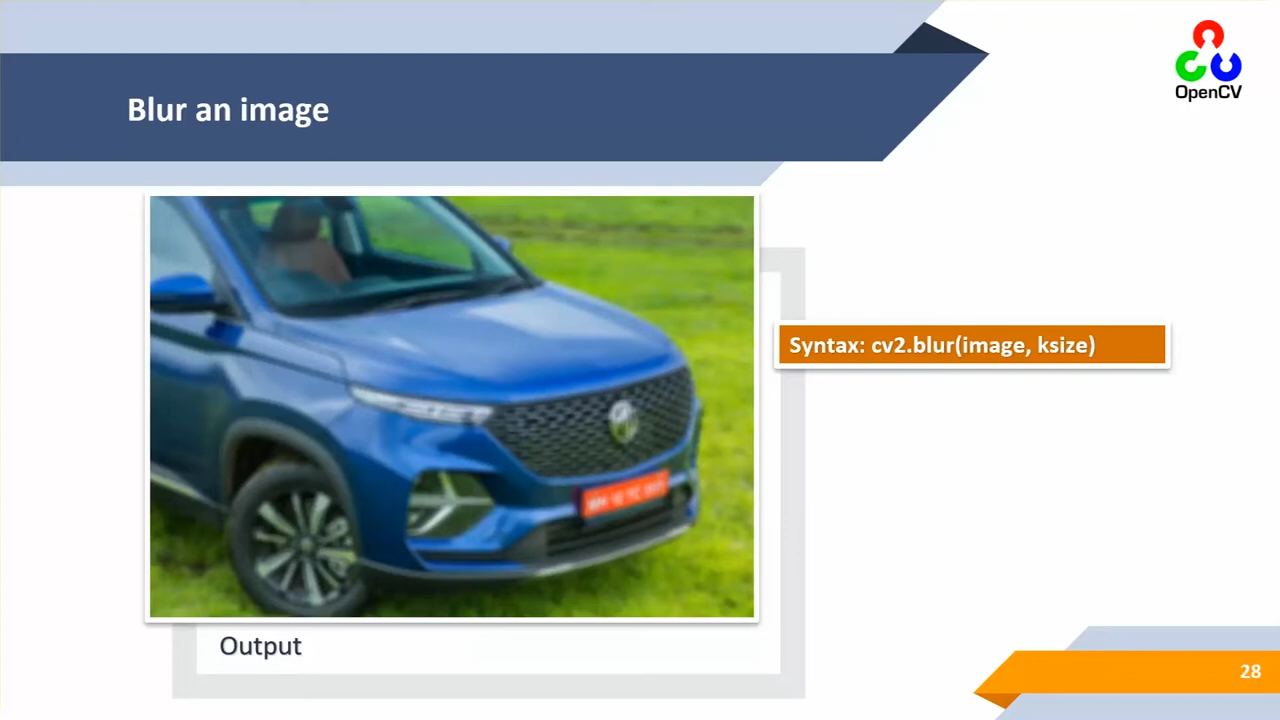 Blur an image
OpenCV
Syntax: cv2.blur(image, ksize)
Output
28